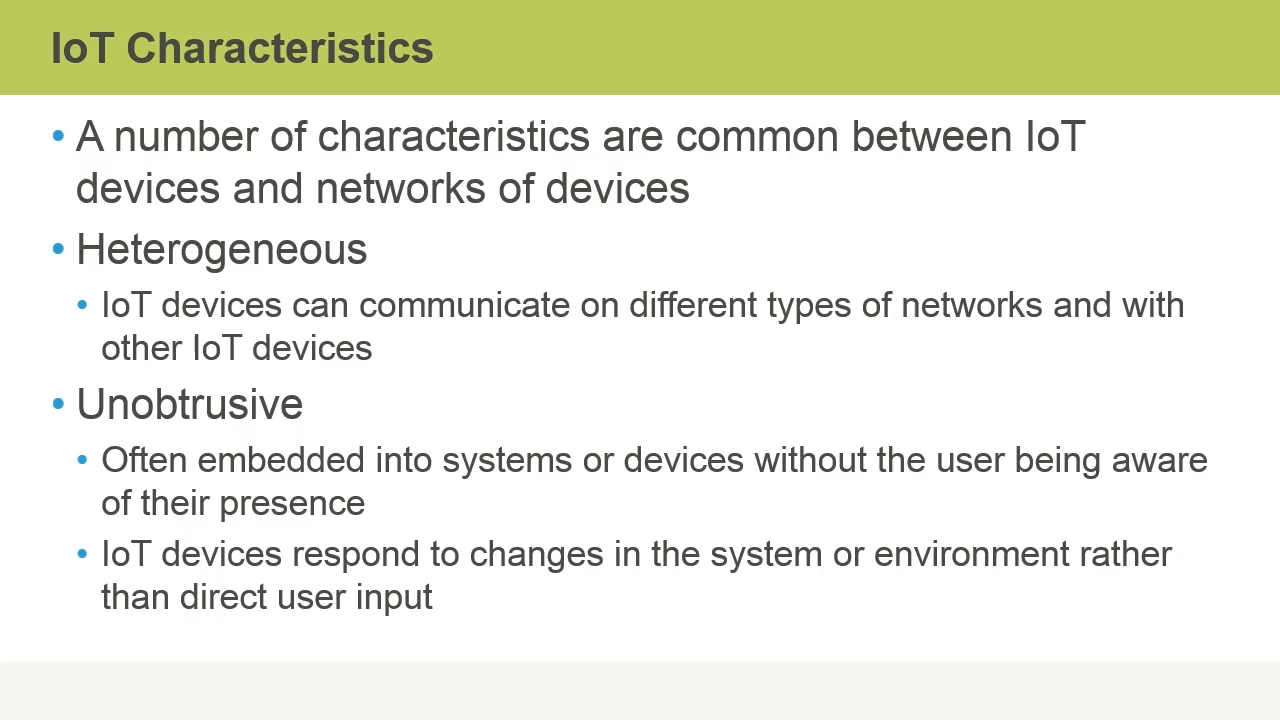 IoT Characteristics
• A number of characteristics are common between IoT
devices and networks of devices
• Heterogeneous
• IoT devices can communicate on different types of networks and with
other IoT devices
• Unobtrusive
• Often embedded into systems or devices without the user being aware
of their presence
• IoT devices respond to changes in the system or environment rather
than direct user input